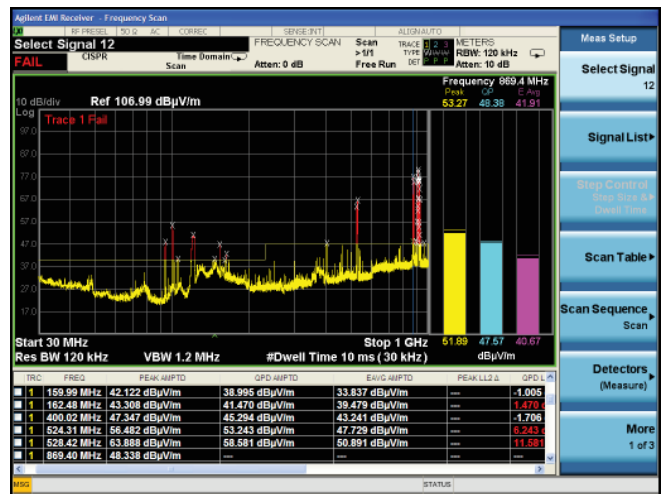 Agilent EMI Receiver - Frequency Scan
RF PRESEL 50 Ω AC CORREC SENSE:INT ALIGNAUTO
Select Signal 12
FREQUENCY SCAN
Scan
>1/1
Free Run
TRACE 1 2 3
TYPE
DET P P P
METERS
RBW: 120 kHz
Atten: 10 dB
FAIL
CISPR
Time Domain
Scan
Atten: 0 dB
Frequency 869.4 MHz
Peak QP E Avg
53.27 48.38 41.91
10 dB/div Ref 106.99 dBµV/m
Log
Trace 1 Fail
97.0
87.0
77.0
67.0
57.0
47.0
37.0
27.0
17.0
Start 30 MHz
Stop 1 GHz
51.89 47.57 40.67
Res BW 120 kHz
VBW 1.2 MHz
#Dwell Time 10 ms (30 kHz)
dBµV/m
TRC FREQ PEAK AMPTD QPD AMPTD EAVG AMPTD PEAK LL2 Δ QPD L
1 159.99 MHz 42.122 dBµV/m 38.995 dBµV/m 33.837 dBµV/m --- -1.005
1 162.48 MHz 43.308 dBµV/m 41.470 dBµV/m 39.479 dBµV/m --- 1.470
1 400.02 MHz 47.347 dBµV/m 45.294 dBµV/m 43.241 dBµV/m --- -1.706
1 524.31 MHz 56.482 dBµV/m 53.243 dBµV/m 47.729 dBµV/m --- 6.243
1 528.42 MHz 63.888 dBµV/m 58.581 dBµV/m 50.891 dBµV/m --- 11.581
1 869.40 MHz 48.338 dBµV/m --- --- ---
MSG
STATUS
Meas Setup
Select Signal
12
Signal List
Step Control
Step Size &
Dwell Time
Scan Table
Scan Sequence
Scan
Detectors
(Measure)
More
1 of 3